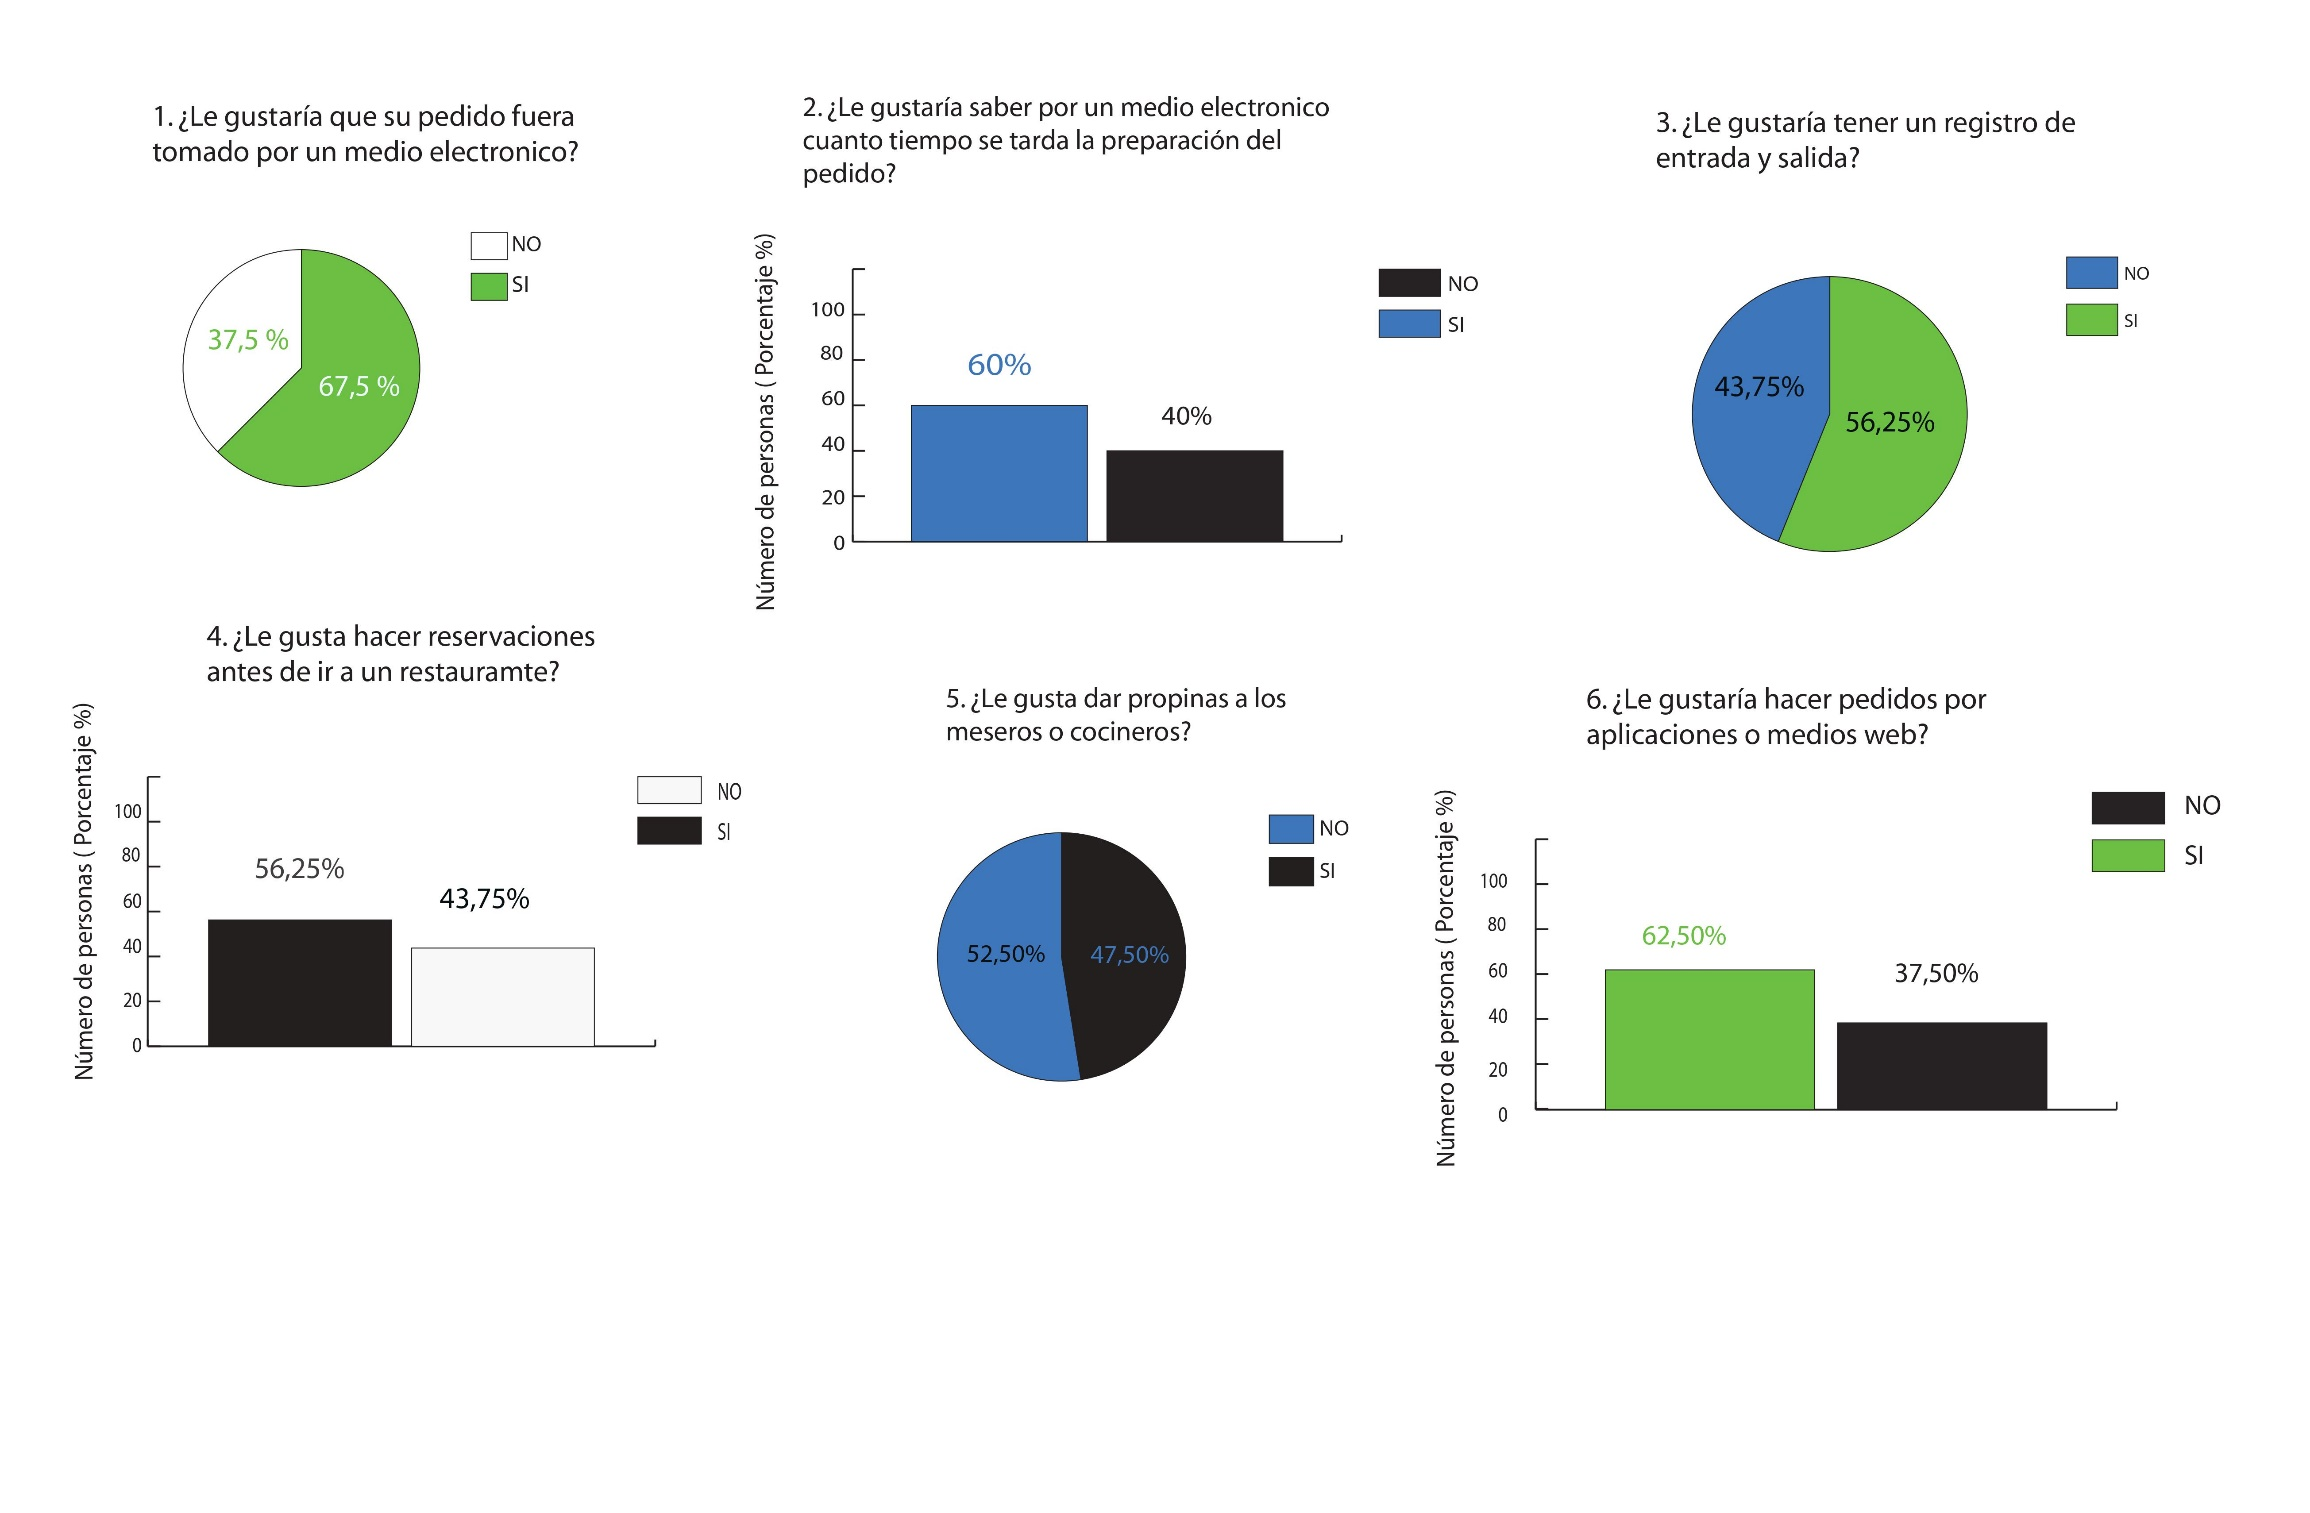 1. ¿Le gustaría que su pedido fuera
tomado por un medio electronico?
NO
SI
37,5 %
67,5 %
2. ¿Le gustaría saber por un medio electronico
cuanto tiempo se tarda la preparación del
pedido?
Número de personas ( Porcentaje %)
100
80
60
40
20
0
60%
40%
NO
SI
3. ¿Le gustaría tener un registro de
entrada y salida?
NO
SI
43,75%
56,25%
4. ¿Le gusta hacer reservaciones
antes de ir a un restauramte?
Número de personas ( Porcentaje %)
100
80
60
40
20
0
56,25%
43,75%
NO
SI
5. ¿Le gusta dar propinas a los
meseros o cocineros?
NO
SI
52,50%
47,50%
6. ¿Le gustaría hacer pedidos por
aplicaciones o medios web?
Número de personas ( Porcentaje %)
100
80
60
40
20
0
62,50%
37,50%
NO
SI